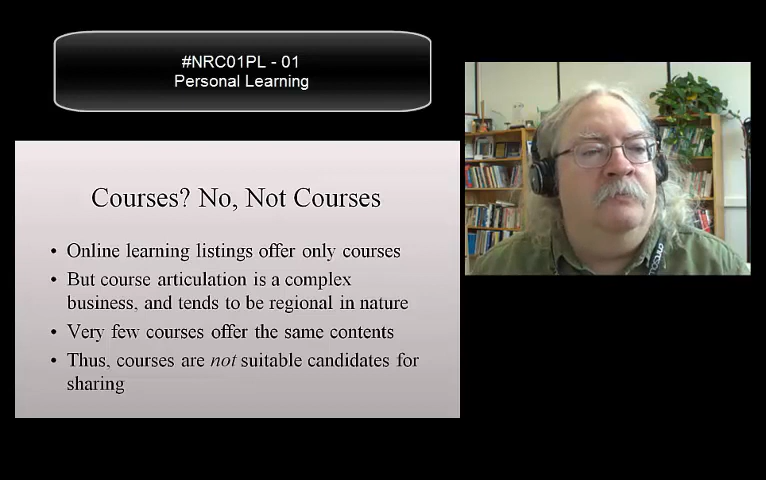 #NRC01PL - 01
Personal Learning
Courses? No, Not Courses
• Online learning listings offer only courses
• But course articulation is a complex
business, and tends to be regional in nature
• Very few courses offer the same contents
• Thus, courses are not suitable candidates for
sharing